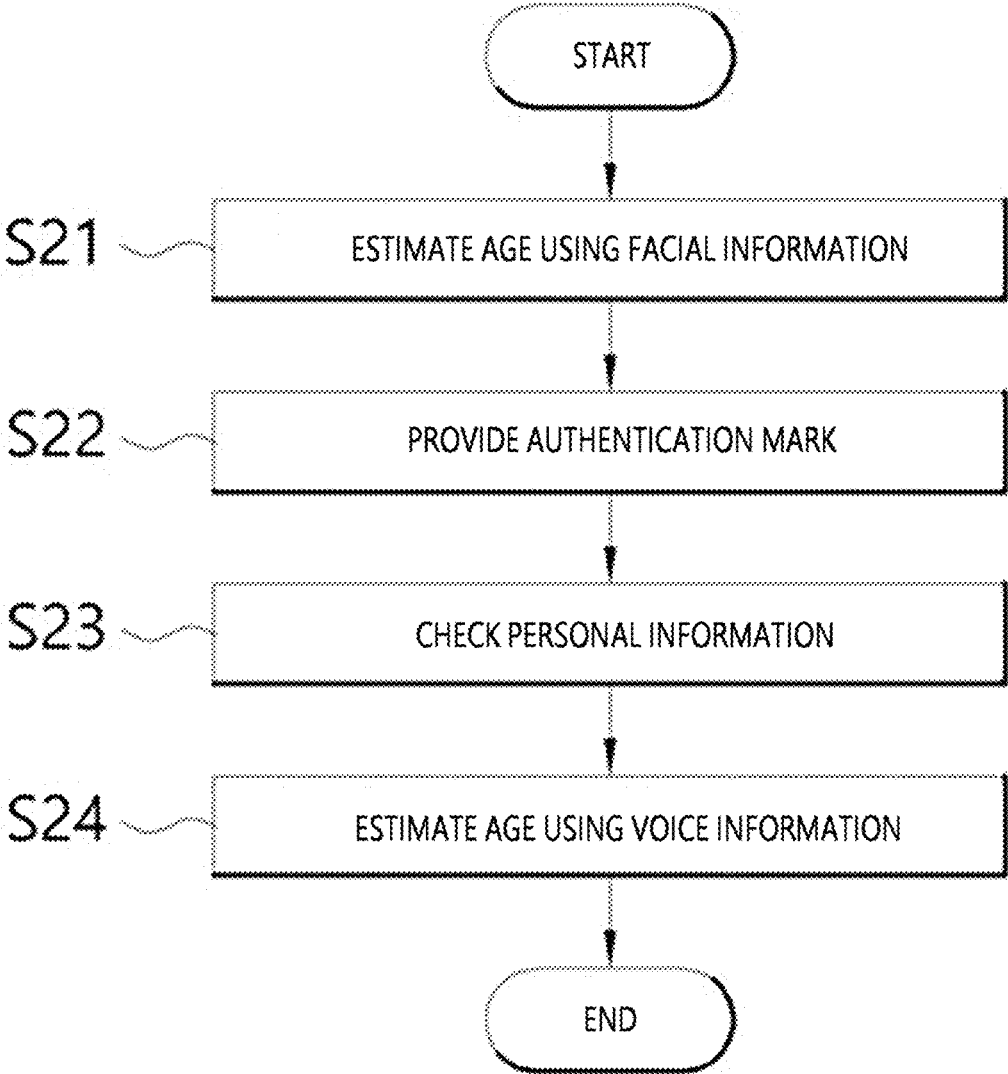 START
S21
ESTIMATE AGE USING FACIAL INFORMATION
S22
PROVIDE AUTHENTICATION MARK
S23
CHECK PERSONAL INFORMATION
S24
ESTIMATE AGE USING VOICE INFORMATION
END